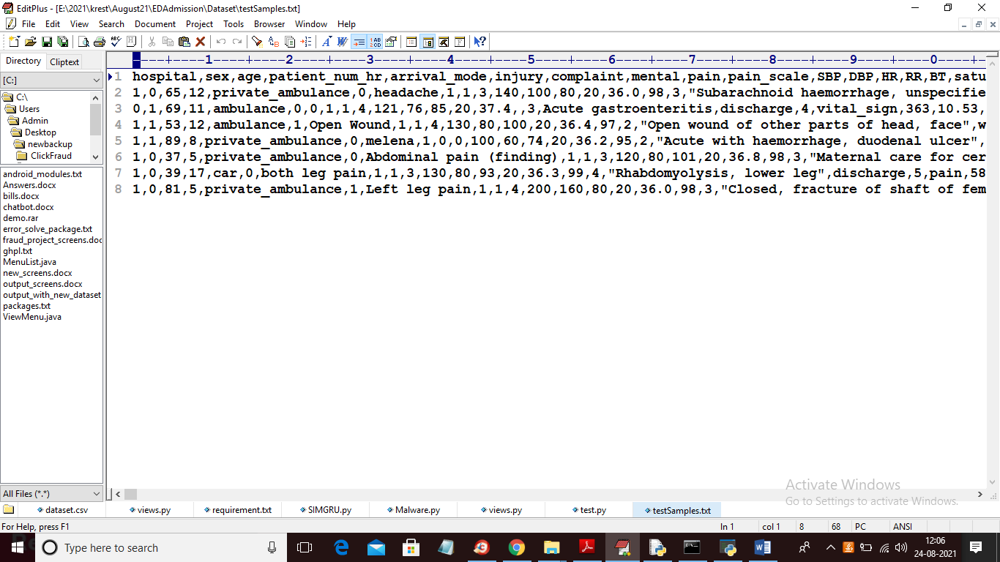 EditPlus - [E:\2021\krest\August21\EDAdmission\Dataset\testSamples.txt]
File Edit View Search Document Project Tools Browser Window Help
Directory Cliptext
[C:]
C:\
Users
Admin
Desktop
newbackup
ClickFraud
android_modules.txt
Answers.docx
bills.docx
chatbot.docx
demo.rar
error_solve_package.txt
fraud_project_screens.doc
ghpl.txt
MenuList.java
new_screens.docx
output_screens.docx
output_with_new_dataset
packages.txt
ViewMenu.java
All Files (*.*)
----+----1----+----2----+----3----+----4----+----5----+----6----+----7----+----8----+----9----+----0----+-
1 hospital,sex,age,patient_num_hr,arrival_mode,injury,complaint,mental,pain,pain_scale,SBP,DBP,HR,RR,BT,satu
2 1,0,65,12,private_ambulance,0,headache,1,1,3,140,100,80,20,36.0,98,3,"Subarachnoid haemorrhage, unspecifie
3 0,1,69,11,ambulance,0,0,1,1,4,121,76,85,20,37.4,,3,Acute gastroenteritis,discharge,4,vital_sign,363,10.53,
4 1,1,53,12,ambulance,1,Open Wound,1,1,4,130,80,100,20,36.4,97,2,"Open wound of other parts of head, face",w
5 1,1,89,8,private_ambulance,0,melena,1,0,0,100,60,74,20,36.2,95,2,"Acute with haemorrhage, duodenal ulcer",
6 1,0,37,5,private_ambulance,0,Abdominal pain (finding),1,1,3,120,80,101,20,36.8,98,3,"Maternal care for cer
7 1,0,39,17,car,0,both leg pain,1,1,3,130,80,93,20,36.3,99,4,"Rhabdomyolysis, lower leg",discharge,5,pain,58
8 1,0,81,5,private_ambulance,1,Left leg pain,1,1,4,200,160,80,20,36.0,98,3,"Closed, fracture of shaft of fem
Activate Windows
Go to Settings to activate Windows.
dataset.csv views.py requirement.txt SIMGRU.py Malware.py views.py test.py testSamples.txt
For Help, press F1 ln 1 col 1 8 68 PC ANSI
Type here to search
12:06
24-08-2021